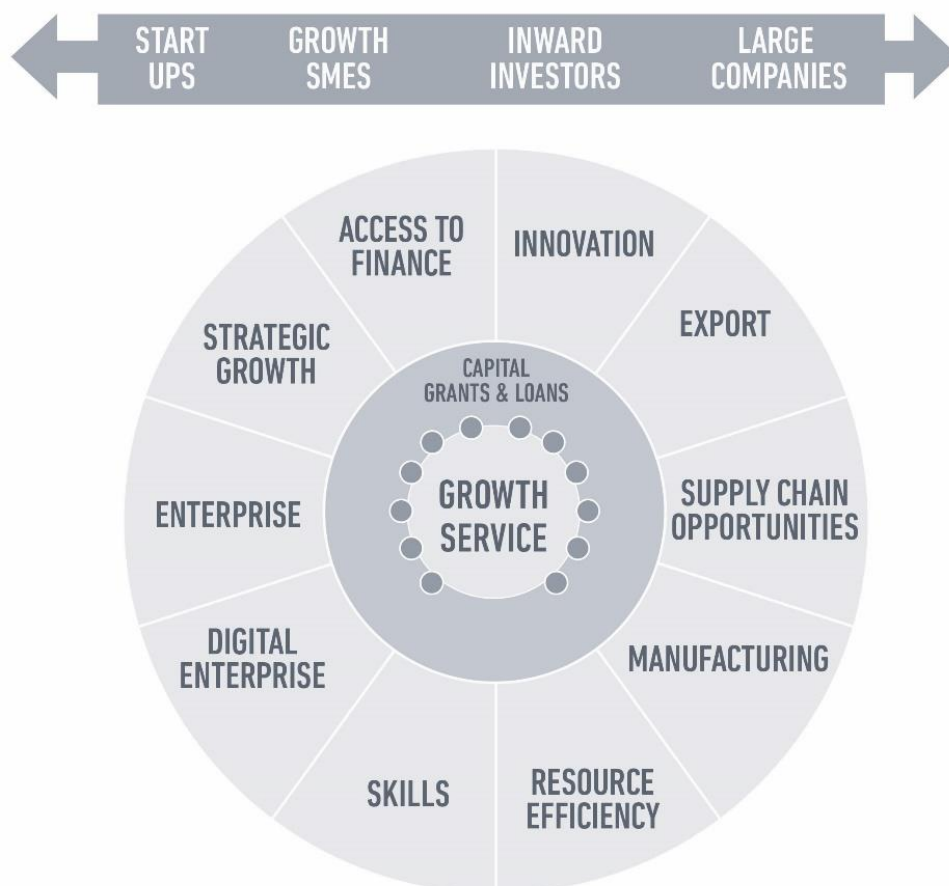 START
UPS
GROWTH
SMES
INWARD
INVESTORS
LARGE
COMPANIES
ACCESS TO
FINANCE
INNOVATION
EXPORT
STRATEGIC
GROWTH
CAPITAL
GRANTS & LOANS
ENTERPRISE
GROWTH
SERVICE
SUPPLY CHAIN
OPPORTUNITIES
DIGITAL
ENTERPRISE
MANUFACTURING
SKILLS
RESOURCE
EFFICIENCY